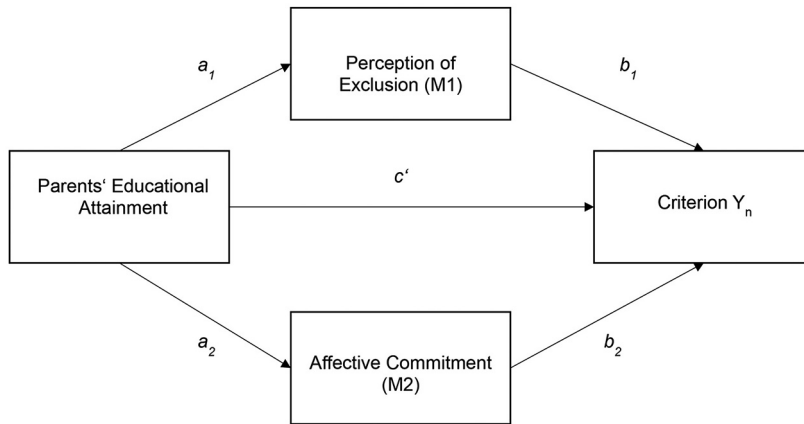 Perception of
Exclusion (M1)
a₁
b₁
Parents‘ Educational
Attainment
c‘
Criterion Yₙ
a₂
b₂
Affective Commitment
(M2)